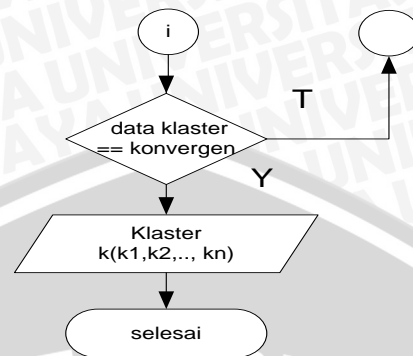 i
T
data klaster
== konvergen
Y
Klaster
k(k1,k2,.., kn)
selesai